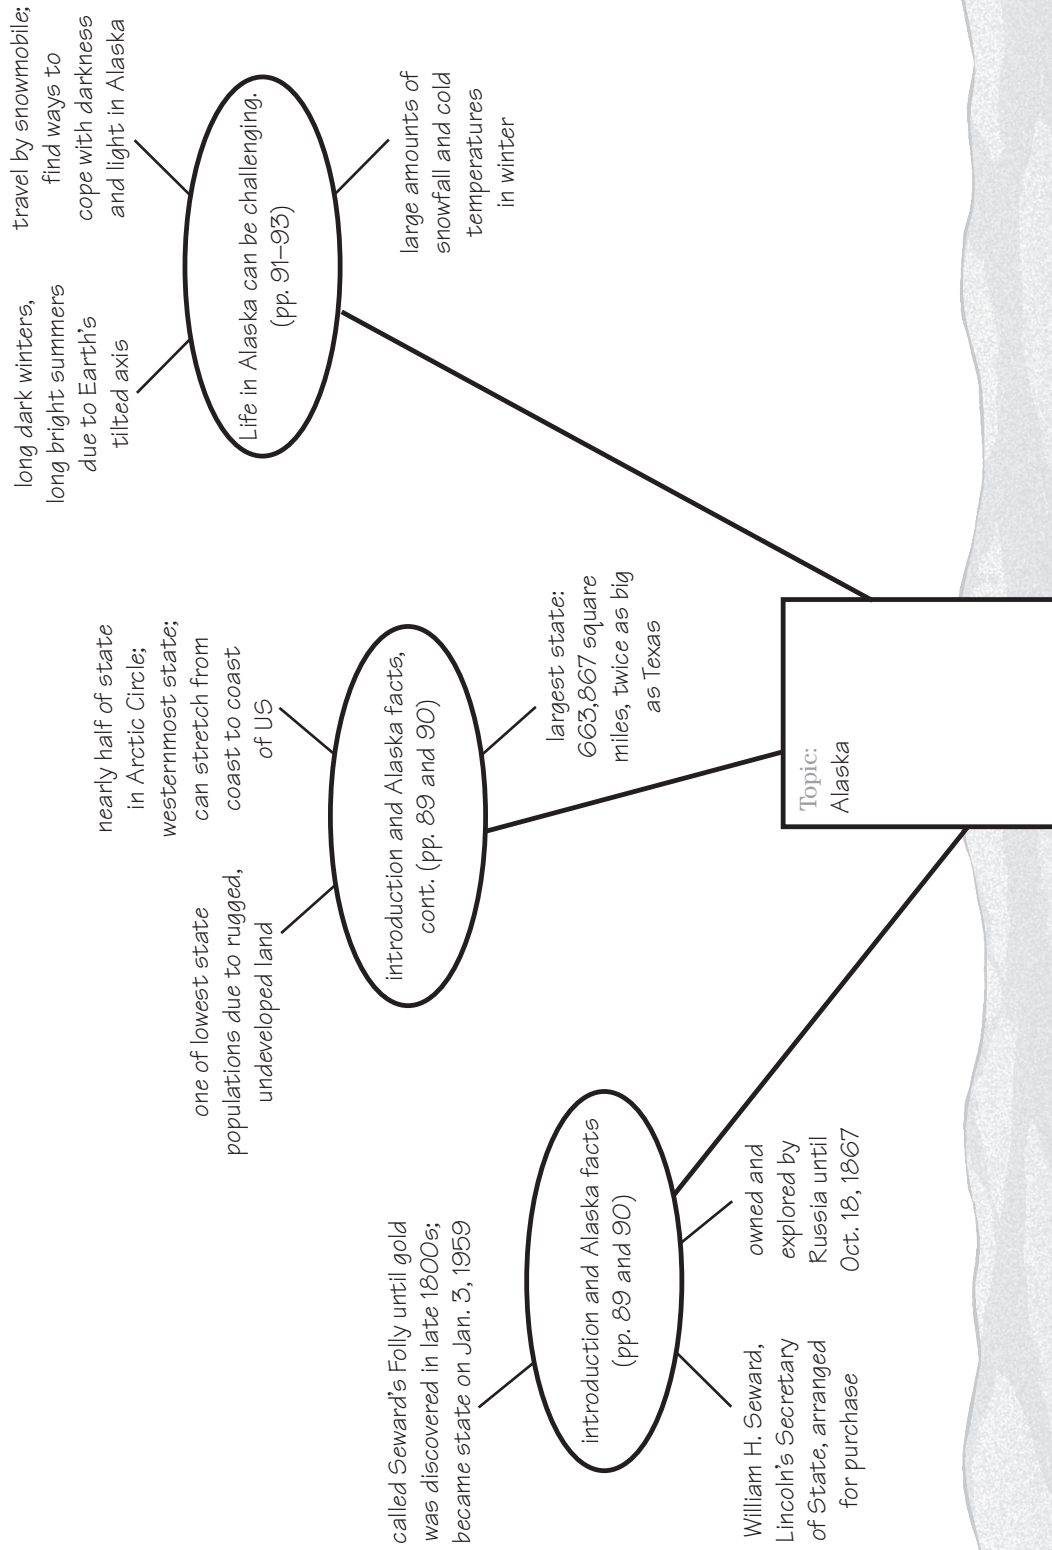 called Seward's Folly until gold
was discovered in late 1800s;
became state on Jan. 3, 1959
introduction and Alaska facts
(pp. 89 and 90)
William H. Seward,
Lincoln's Secretary
of State, arranged
for purchase
owned and
explored by
Russia until
Oct. 18, 1867
one of lowest state
populations due to rugged,
undeveloped land
nearly half of state
in Arctic Circle;
westernmost state;
can stretch from
coast to coast
of US
introduction and Alaska facts,
cont. (pp. 89 and 90)
largest state:
663,867 square
miles, twice as big
as Texas
long dark winters,
long bright summers
due to Earth's
tilted axis
travel by snowmobile;
find ways to
cope with darkness
and light in Alaska
Life in Alaska can be challenging.
(pp. 91–93)
large amounts of
snowfall and cold
temperatures
in winter
Topic:
Alaska